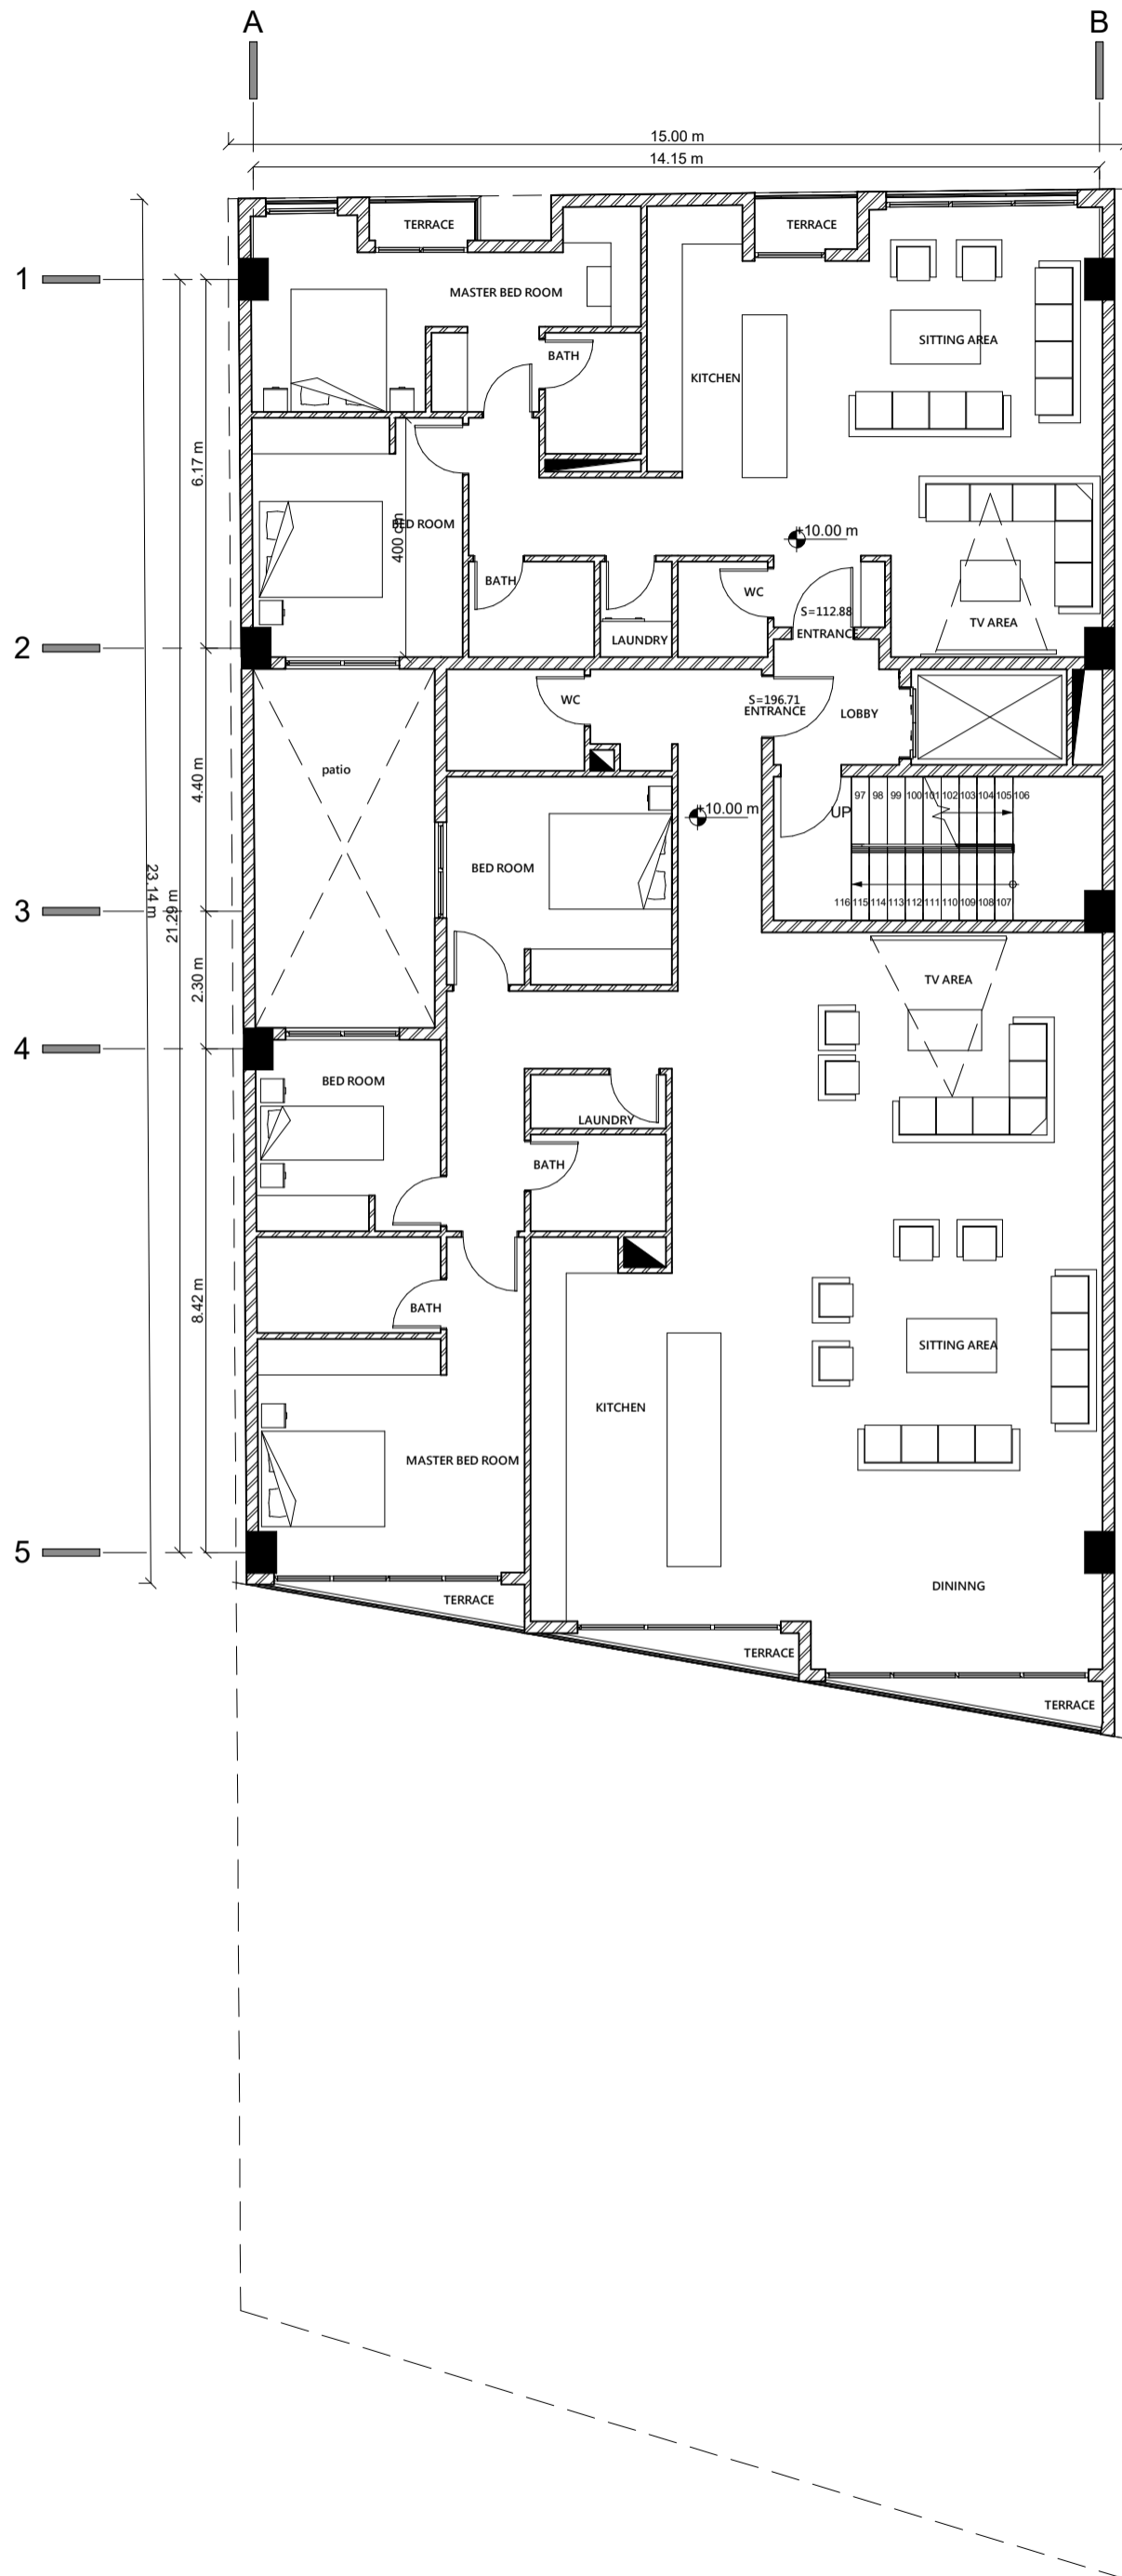 A
B
15.00 m
14.15 m
TERRACE
TERRACE
1
MASTER BED ROOM
SITTING AREA
BATH
KITCHEN
6.17 m
BED ROOM
400 cm
+10.00 m
BATH
WC
S=112.88
ENTRANCE
LAUNDRY
TV AREA
2
WC
S=196.71
ENTRANCE
LOBBY
patio
4.40 m
97 98 99 100 101 102 103 104 105 106
UP
+10.00 m
BED ROOM
23.14 m
21.29 m
3
116 115 114 113 112 111 110 109 108 107
2.30 m
TV AREA
4
BED ROOM
LAUNDRY
BATH
8.42 m
BATH
SITTING AREA
KITCHEN
MASTER BED ROOM
5
DININNG
TERRACE
TERRACE
TERRACE